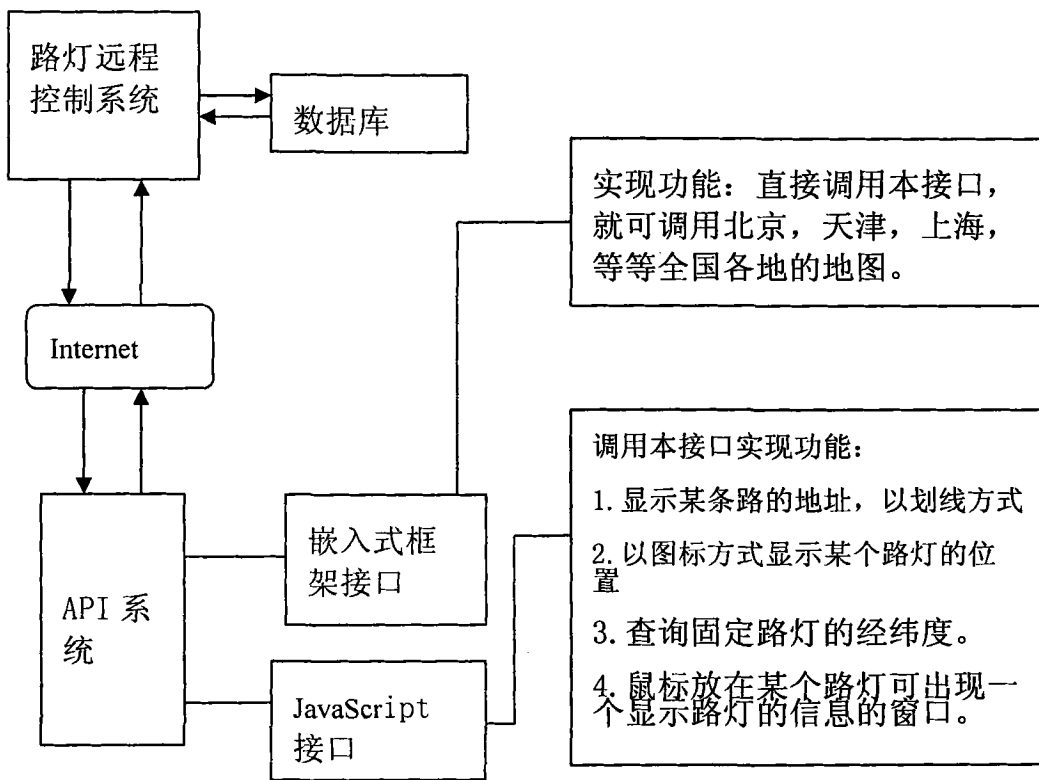 路灯远程
控制系统
数据库
实现功能：直接调用本接口，
就可调用北京，天津，上海，
等等全国各地的地图。
Internet
调用本接口实现功能：
1.显示某条路的地址，以划线方式
2.以图标方式显示某个路灯的位
置
3.查询固定路灯的经纬度。
4.鼠标放在某个路灯可出现一
个显示路灯的信息的窗口。
嵌入式框
架接口
API 系
统
JavaScript
接口